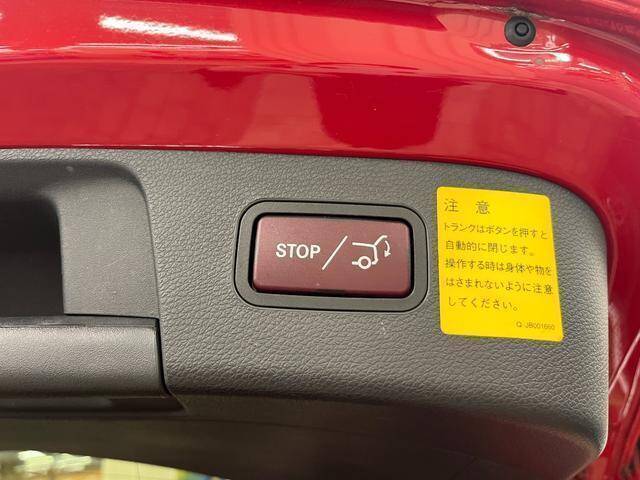 STOP
注 意
トランクはボタンを押すと
自動的に閉じます。
操作する時は身体や物を
はさまれないように注意
してください。
Q JB001660